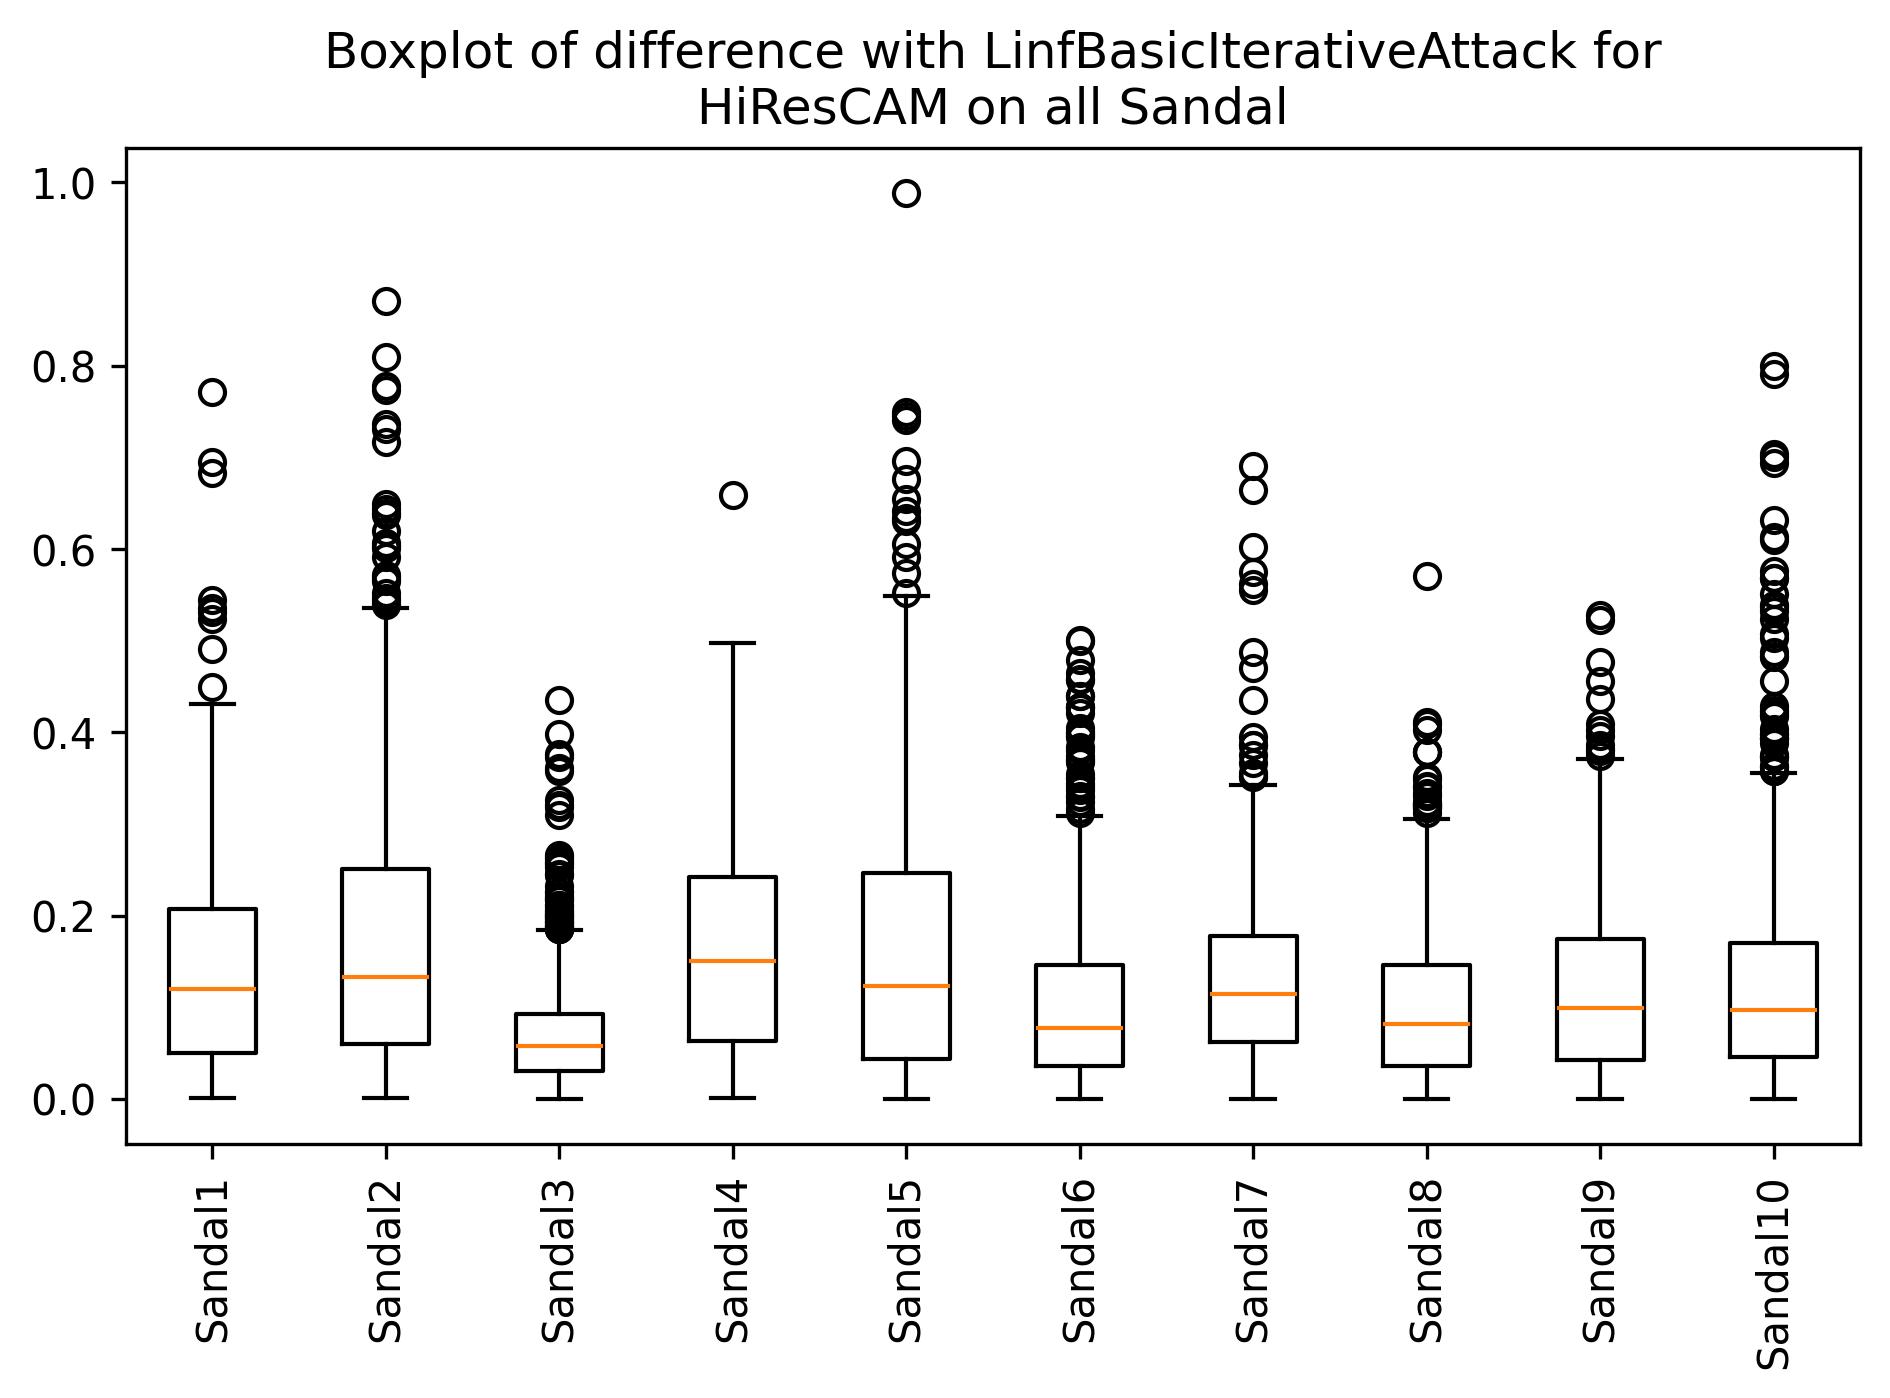 Boxplot of difference with LinfBasicIterativeAttack for
HiResCAM on all Sandal
1.0
0.8
0.6
0.4
0.2
0.0
Sandal1
Sandal2
Sandal3
Sandal4
Sandal5
Sandal6
Sandal7
Sandal8
Sandal9
Sandal10